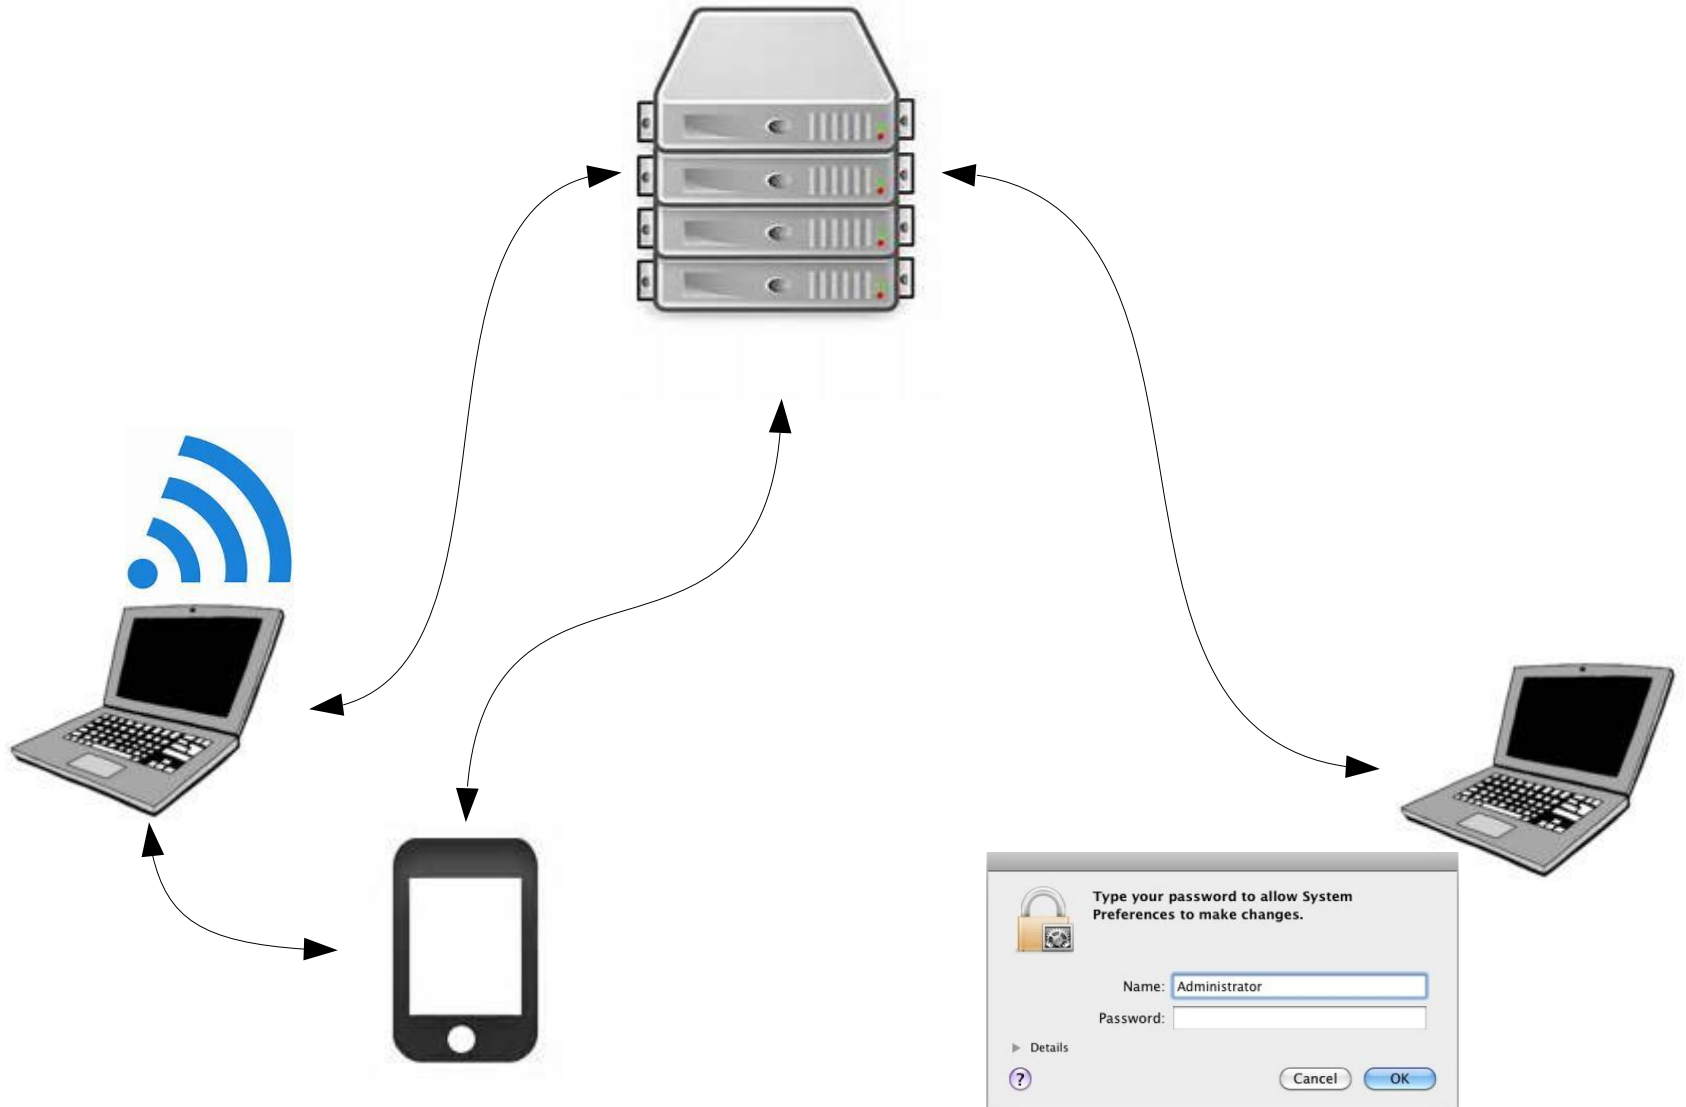 Type your password to allow System
Preferences to make changes.
Name: Administrator
Password:
Details
?
Cancel OK